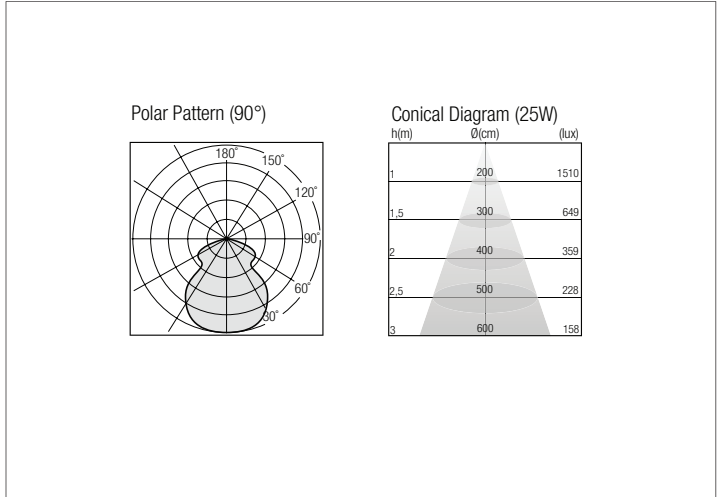 Polar Pattern (90°)
180°
150°
120°
90°
60°
30°
Conical Diagram (25W)
h(m) Ø(cm) (lux)
1 200 1510
1,5 300 649
2 400 359
2,5 500 228
3 600 158